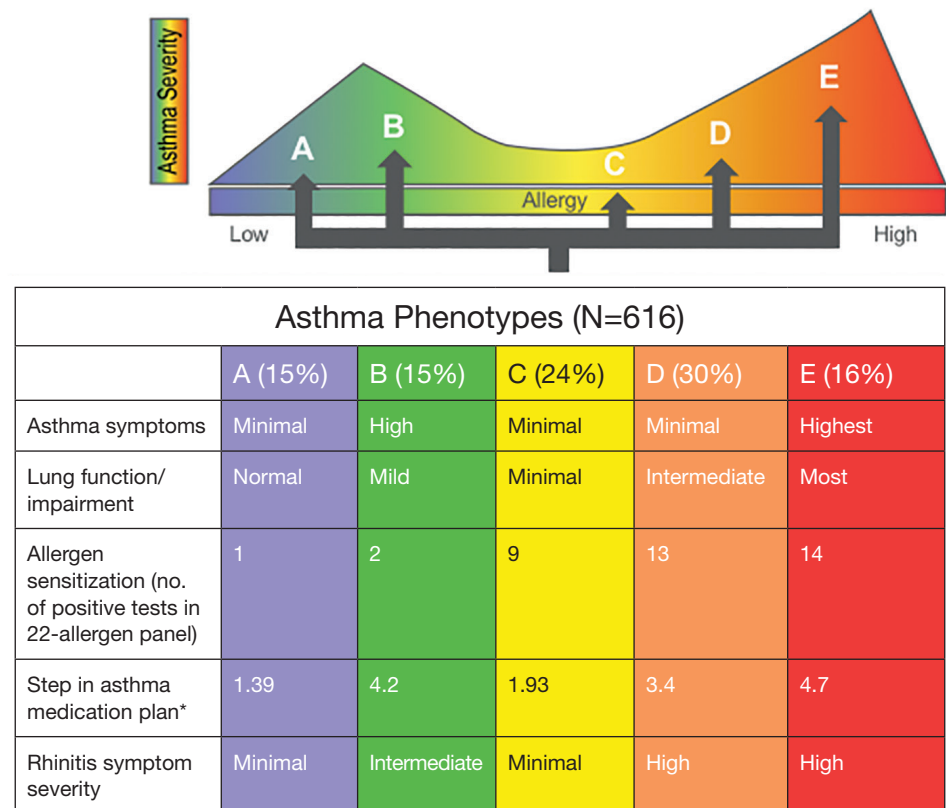 Asthma Severity
A
B
C
D
E
Allergy
Low
High
Asthma Phenotypes (N=616)
A (15%)
B (15%)
C (24%)
D (30%)
E (16%)
Asthma symptoms
Minimal
High
Minimal
Minimal
Highest
Lung function/
impairment
Normal
Mild
Minimal
Intermediate
Most
Allergen
sensitization (no.
of positive tests in
22-allergen panel)
1
2
9
13
14
Step in asthma
medication plan*
1.39
4.2
1.93
3.4
4.7
Rhinitis symptom
severity
Minimal
Intermediate
Minimal
High
High